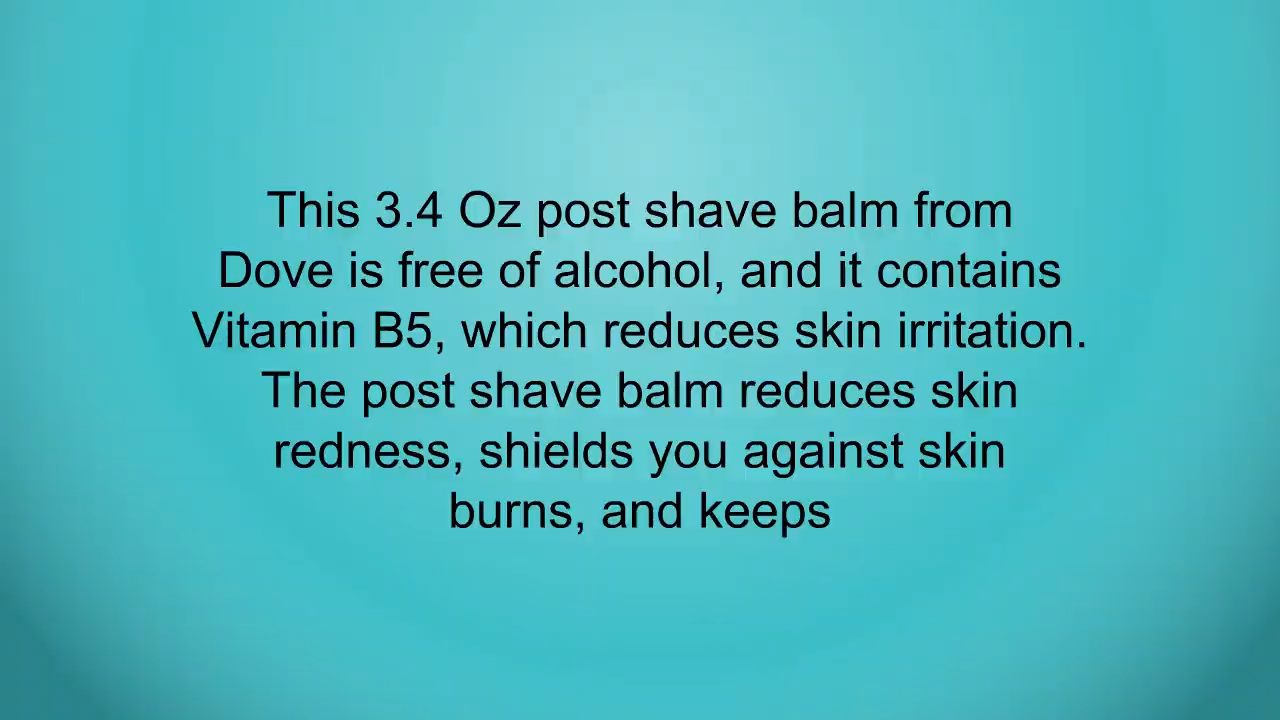 This 3.4 Oz post shave balm from
Dove is free of alcohol, and it contains
Vitamin B5, which reduces skin irritation.
The post shave balm reduces skin
redness, shields you against skin
burns, and keeps